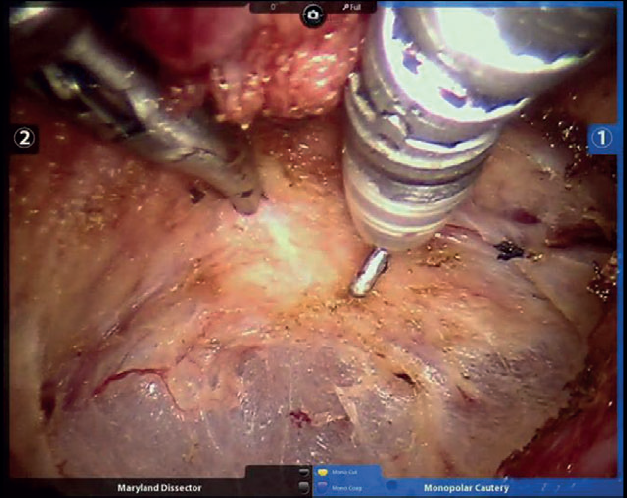 0°
Full
2
1
Maryland Dissector
Mono Cut
Mono Coag
Monopolar Cautery